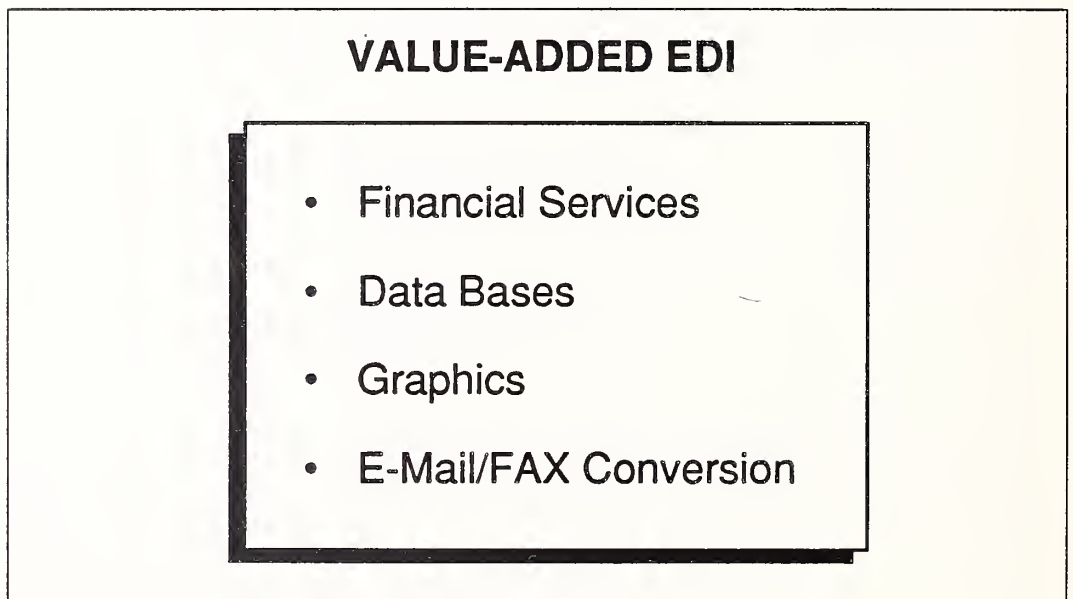 VALUE-ADDED EDI
• Financial Services
• Data Bases
• Graphics
• E-Mail/FAX Conversion